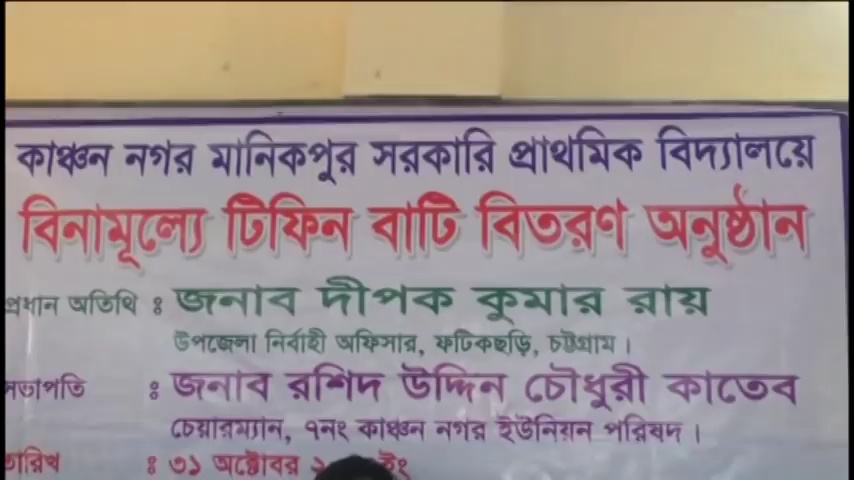 কাঞ্চন নগর মানিকপুর সরকারি প্রাথমিক বিদ্যালয়ে
বিনামূল্যে টিফিন বাটি বিতরণ অনুষ্ঠান
প্রধান অতিথি : জনাব দীপক কুমার রায়
উপজেলা নির্বাহী অফিসার, ফটিকছড়ি, চট্টগ্রাম।
সভাপতি : জনাব রশিদ উদ্দিন চৌধুরী কাতেব
চেয়ারম্যান, ৭নং কাঞ্চন নগর ইউনিয়ন পরিষদ।
তারিখ : ৩১ অক্টোবর